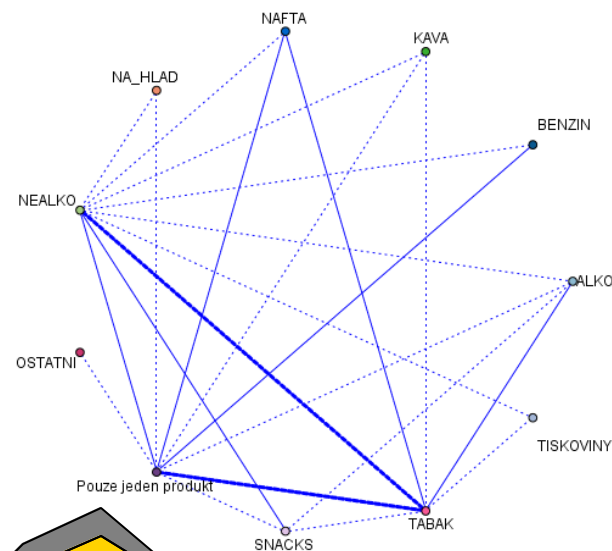 NAFTA
KAVA
NA_HLAD
BENZIN
NEALKO
ALKO
OSTATNI
TISKOVINY
Pouze jeden produkt
TABAK
SNACKS